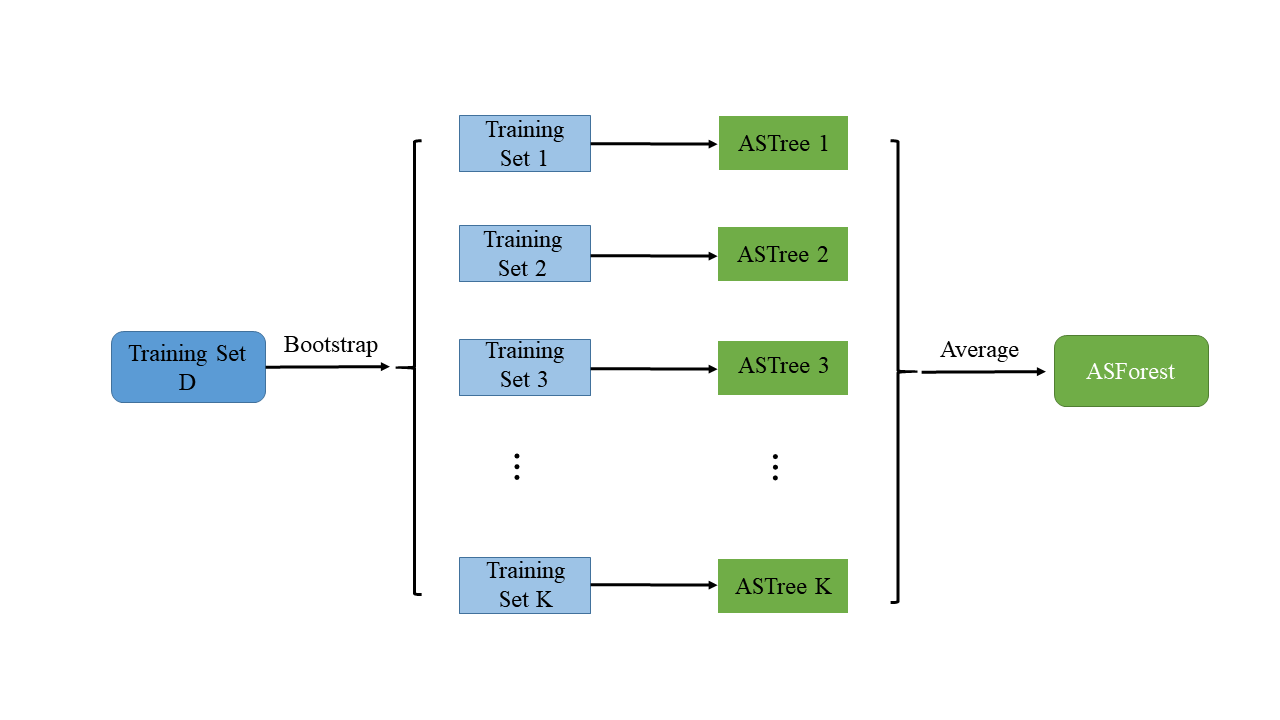 Training Set
D
Bootstrap
Training
Set 1
ASTree 1
Training
Set 2
ASTree 2
Training
Set 3
ASTree 3
Training
Set K
ASTree K
Average
ASForest